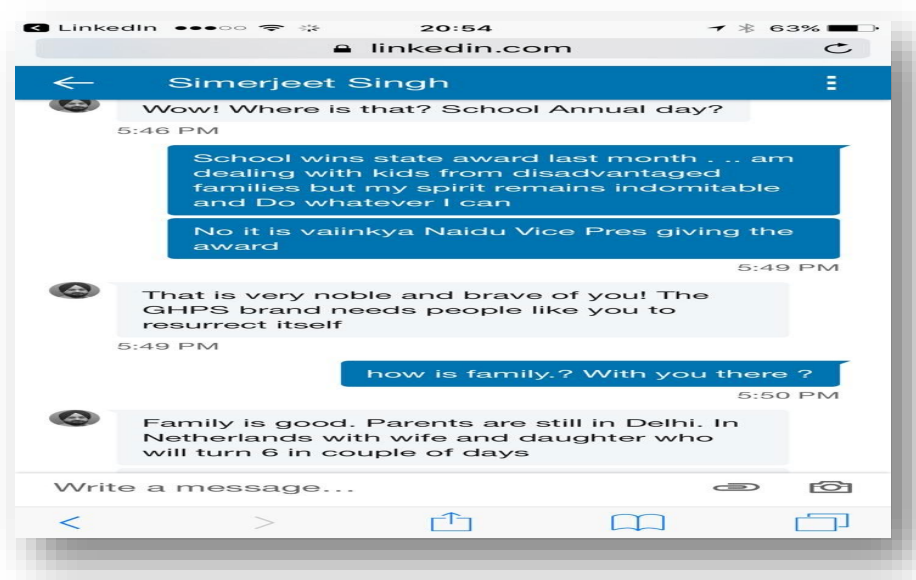 LinkedIn 20:54 63%
linkedin.com
Simerjeet Singh
Wow! Where is that? School Annual day?
5:46 PM
School wins state award last month . .. am
dealing with kids from disadvantaged
families but my spirit remains indomitable
and Do whatever I can
No it is vaiinkya Naidu Vice Pres giving the
award
5:49 PM
That is very noble and brave of you! The
GHPS brand needs people like you to
resurrect itself
5:49 PM
how is family.? With you there ?
5:50 PM
Family is good. Parents are still in Delhi. In
Netherlands with wife and daughter who
will turn 6 in couple of days
Write a message...